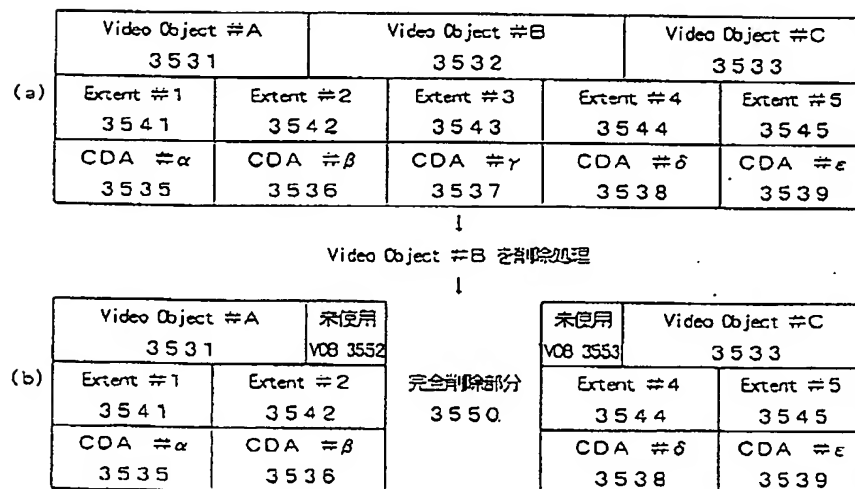 Video Object #A Video Object #B Video Object #C
3531 3532 3533
(a) Extent #1 Extent #2 Extent #3 Extent #4 Extent #5
3541 3542 3543 3544 3545
CDA #α CDA #β CDA #γ CDA #δ CDA #ε
3535 3536 3537 3538 3539
↓
Video Object #B を削除処理
↓
Video Object #A 未使用 未使用 Video Object #C
3531 VOB 3552 VOB 3553 3533
(b) Extent #1 Extent #2 完全削除部分 Extent #4 Extent #5
3541 3542 3550. 3544 3545
CDA #α CDA #β CDA #δ CDA #ε
3535 3536 3538 3539